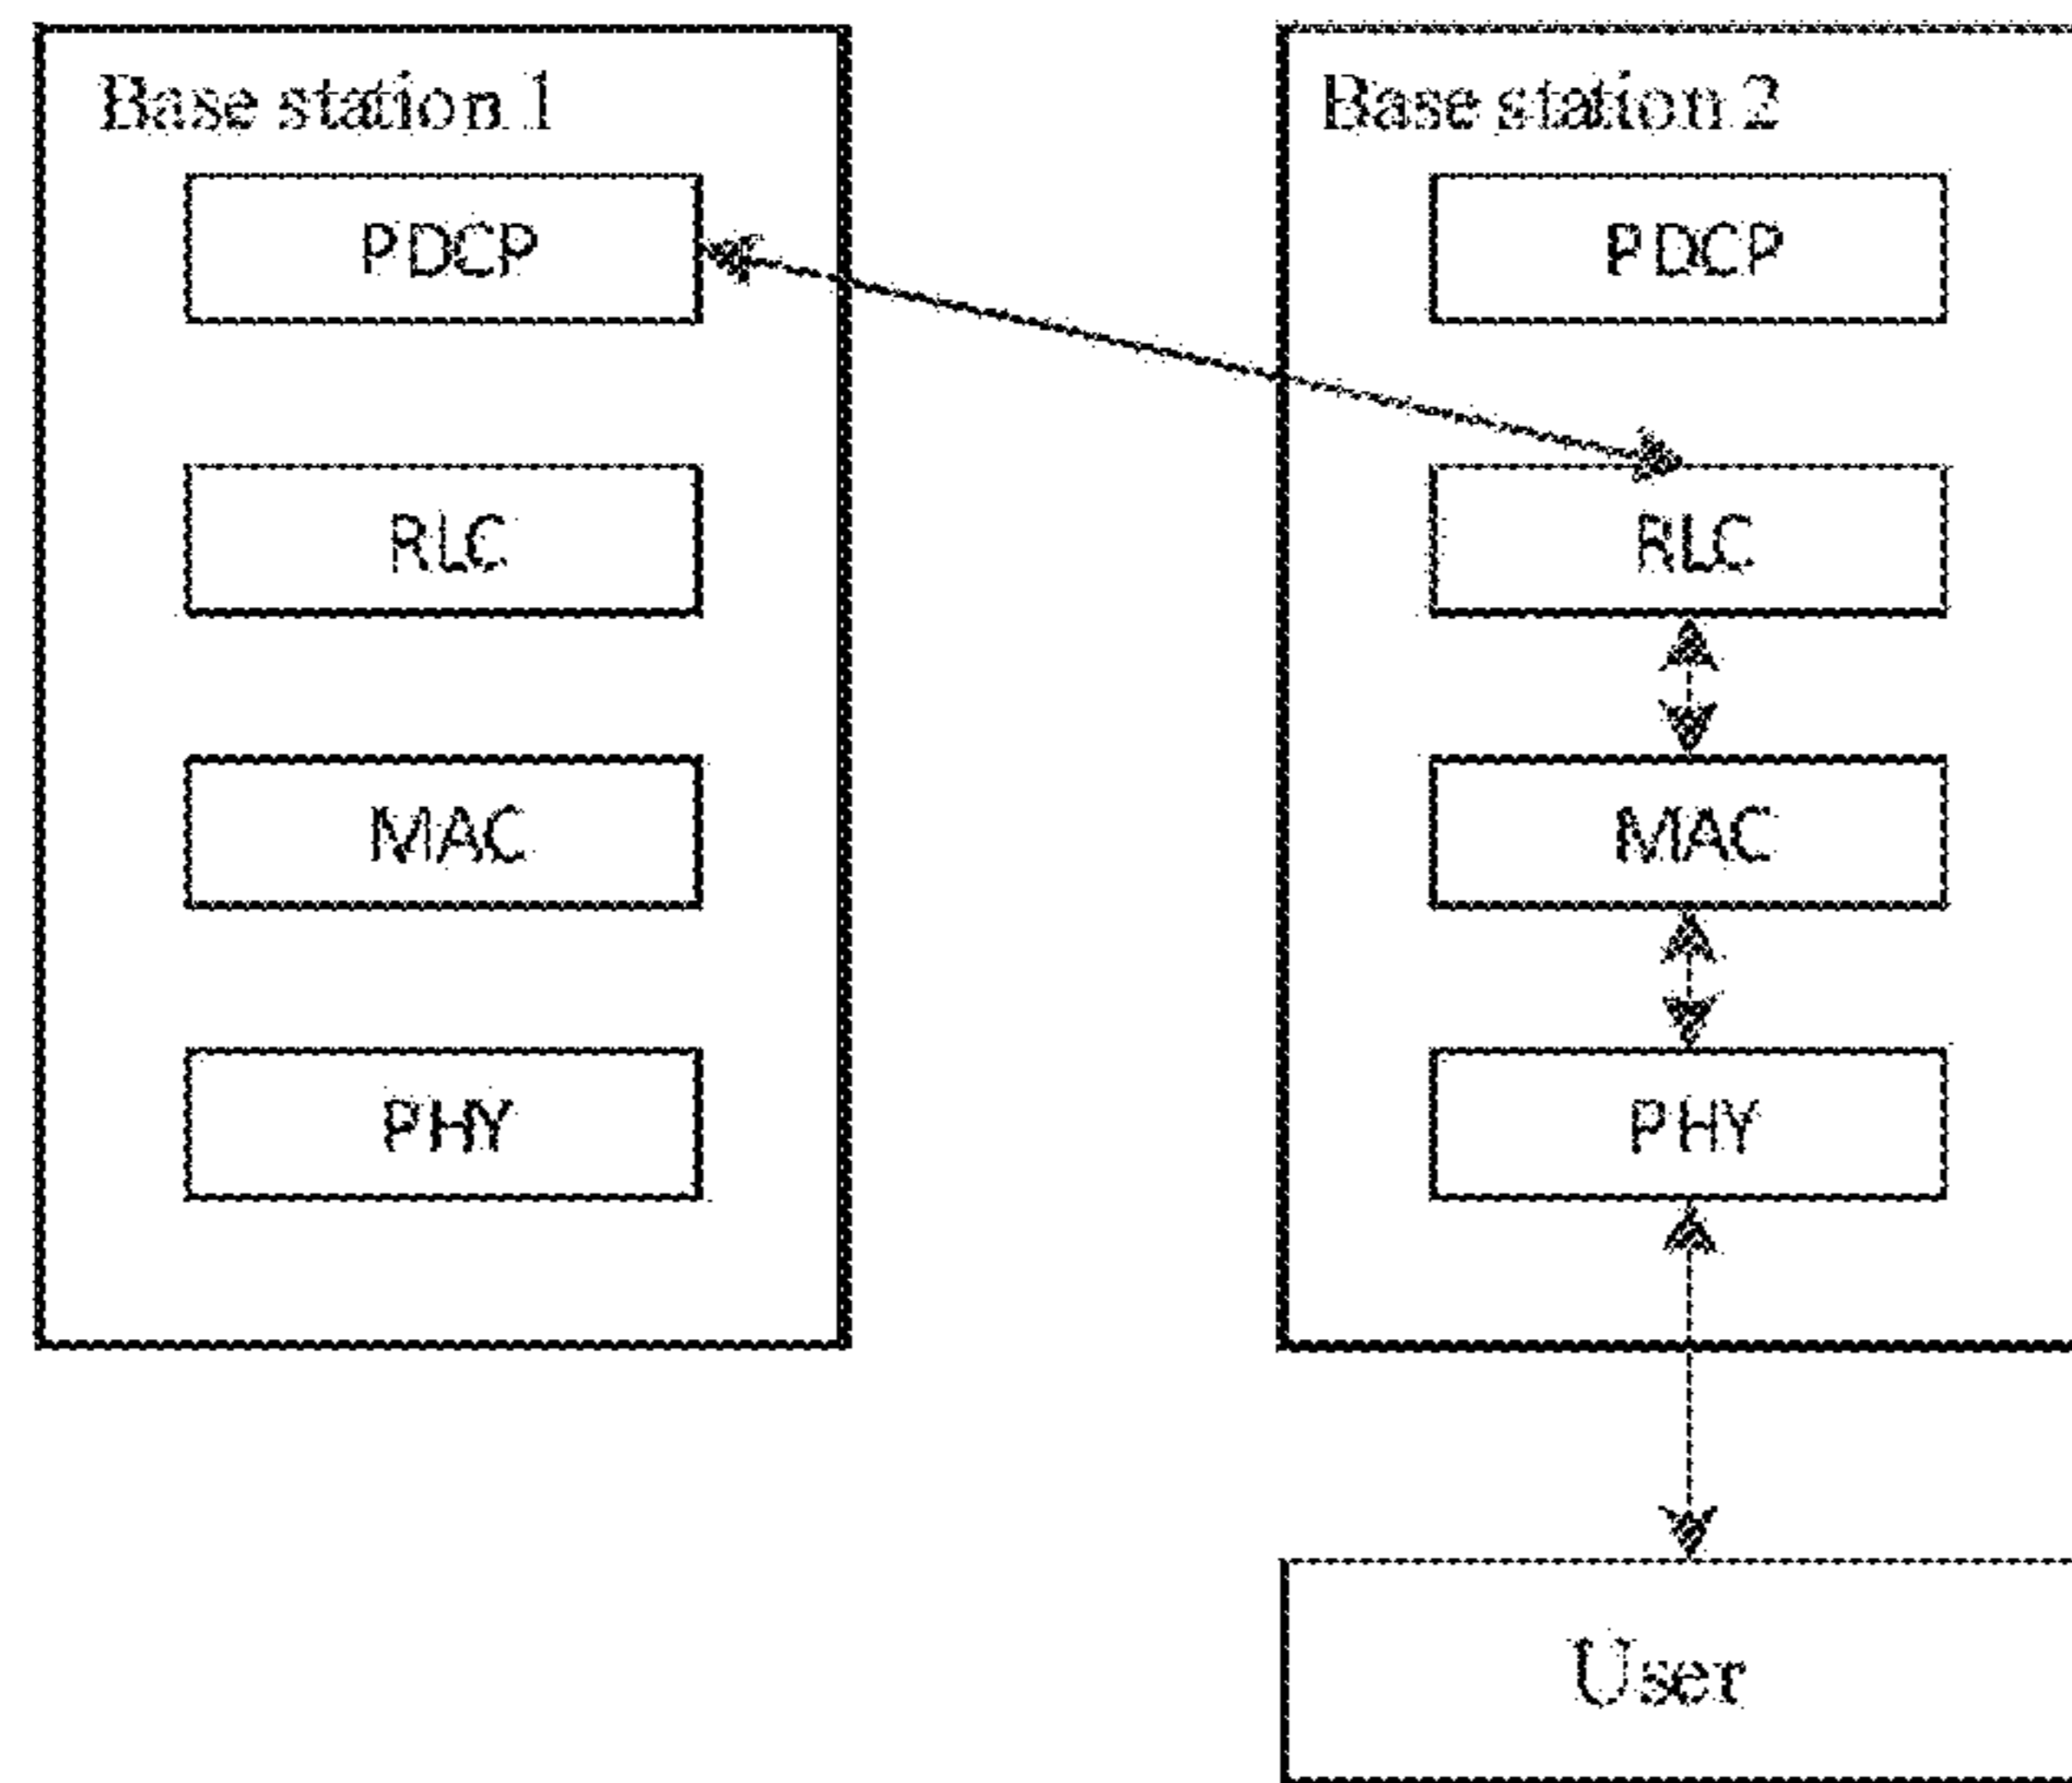 Base station 1
PDCP
RLC
MAC
PHY
Base station 2
PDCP
RLC
MAC
PHY
User